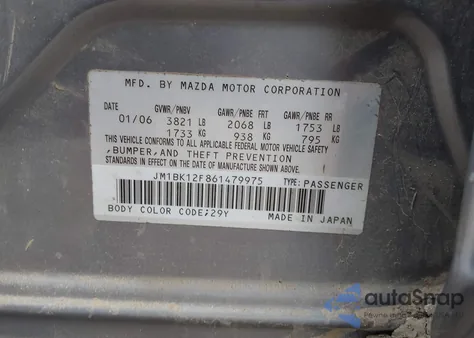 MFD. BY MAZDA MOTOR CORPORATION
DATE GVWR/PNBV GAWR/PNBE FRT GAWR/PNBE RR
01/06 3821 LB 2068 LB 1753 LB
1733 KG 938 KG 795 KG
THIS VEHICLE CONFORMS TO ALL APPLICABLE FEDERAL MOTOR VEHICLE SAFETY
,BUMPER,AND THEFT PREVENTION
STANDARDS IN EFFECT ON THE DATE OF MANUFACTURE SHOWN ABOVE.
JM1BK12F861479975 TYPE:PASSENGER
BODY COLOR CODE;29Y MADE IN JAPAN
autoSnap